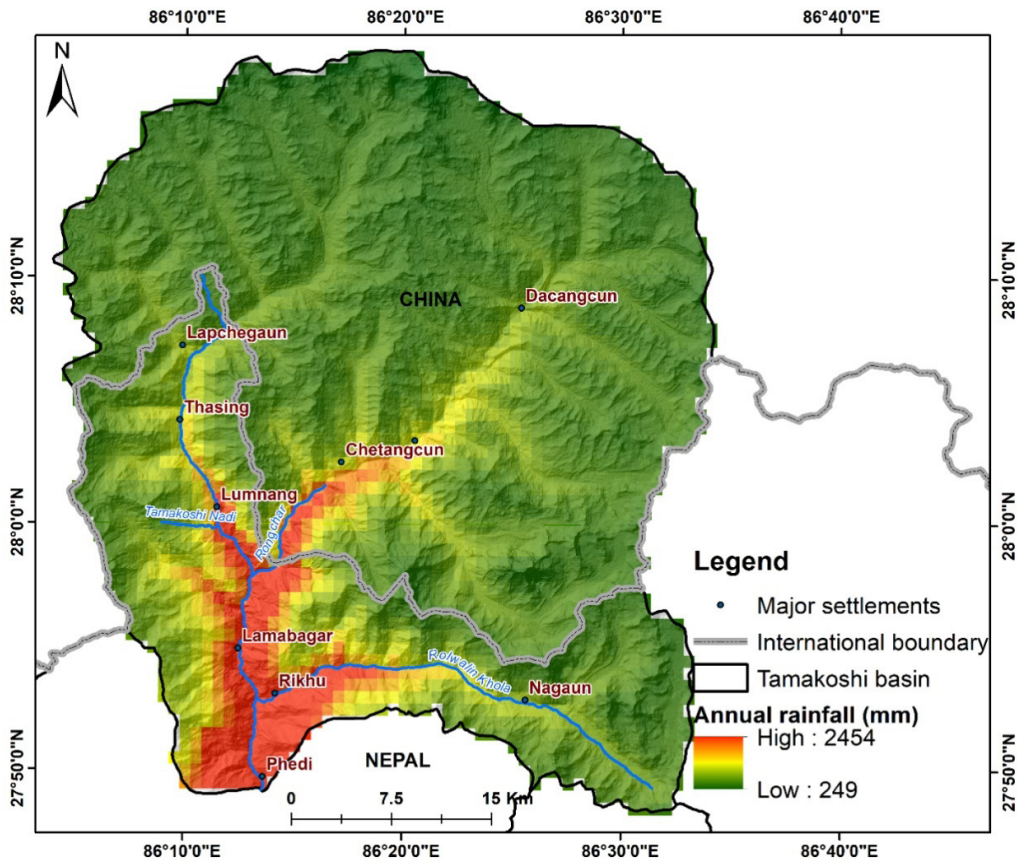 86°10'0"E
86°20'0"E
86°30'0"E
86°40'0"E
N
28°10'0"N
28°10'0"N
CHINA
Dacangcun
Lapchegaun
Thasing
Chetangcun
Lumnang
Tamakoshi Nadi
Rongchar
28°0'0"N
28°0'0"N
Legend
Major settlements
International boundary
Tamakoshi basin
Annual rainfall (mm)
High : 2454
Low : 249
Lamabagar
Rolwalin Khola
Rikhu
Nagaun
NEPAL
Phedi
27°50'0"N
27°50'0"N
0 7.5 15 Km
86°10'0"E
86°20'0"E
86°30'0"E
86°40'0"E